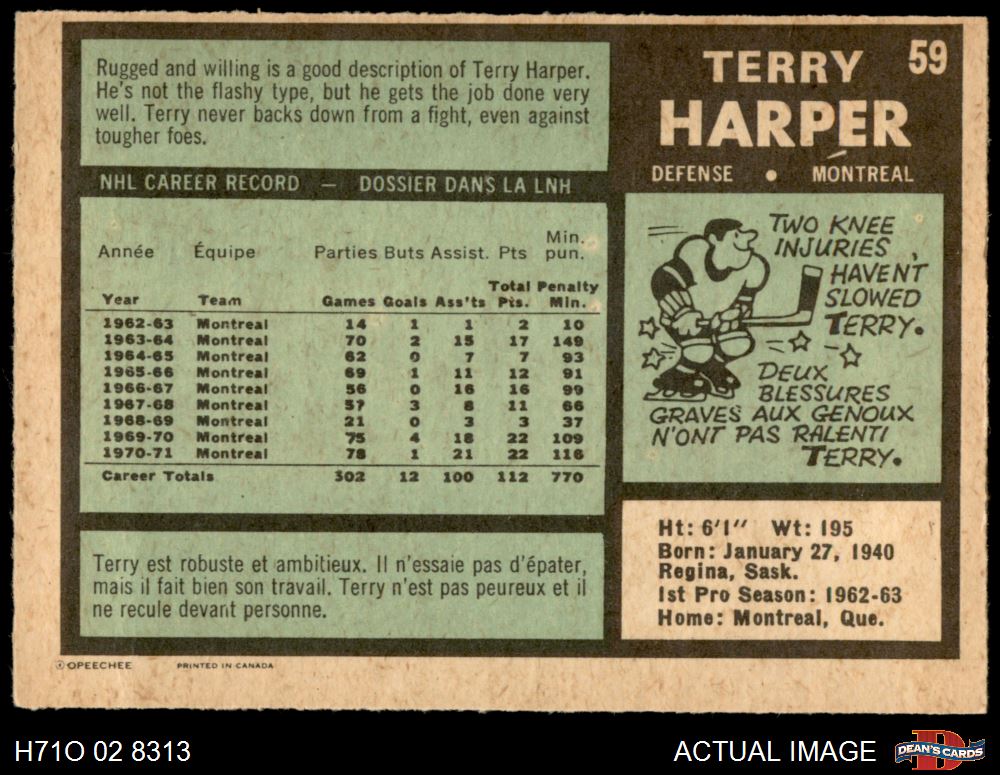 Rugged and willing is a good description of Terry Harper.
He's not the flashy type, but he gets the job done very
well. Terry never backs down from a fight, even against
tougher foes.
NHL CAREER RECORD — DOSSIER DANS LA LNH
Année Équipe Parties Buts Assist. Pts Min. pun.
Year Team Games Goals Ass'ts Total Pts. Penalty Min.
1962-63 Montreal 14 1 1 2 10
1963-64 Montreal 70 2 15 17 149
1964-65 Montreal 62 0 7 7 93
1965-66 Montreal 69 1 11 12 91
1966-67 Montreal 56 0 16 16 99
1967-68 Montreal 57 3 8 11 66
1968-69 Montreal 21 0 3 3 37
1969-70 Montreal 75 4 18 22 109
1970-71 Montreal 78 1 21 22 116
Career Totals 302 12 100 112 770
Terry est robuste et ambitieux. Il n'essaie pas d'épater,
mais il fait bien son travail. Terry n'est pas peureux et il
ne recule devant personne.
59
TERRY
HARPER
DEFENSE • MONTREAL
TWO KNEE
INJURIES
HAVEN'T
SLOWED
TERRY.
DEUX
BLESSURES
GRAVES AUX GENOUX
N'ONT PAS RALENTI
TERRY.
Ht: 6'1" Wt: 195
Born: January 27, 1940
Regina, Sask.
1st Pro Season: 1962-63
Home: Montreal, Que.
© OPEECHEE PRINTED IN CANADA
H71O 02 8313
ACTUAL IMAGE
D
DEAN'S CARDS